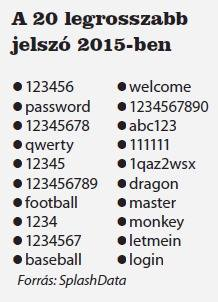 A 20 legrosszabb
jelszó 2015-ben
● 123456
● password
● 12345678
● qwerty
● 12345
● 123456789
● football
● 1234
● 1234567
● baseball
● welcome
● 1234567890
● abc123
● 111111
● 1qaz2wsx
● dragon
● master
● monkey
● letmein
● login
Forrás: SplashData